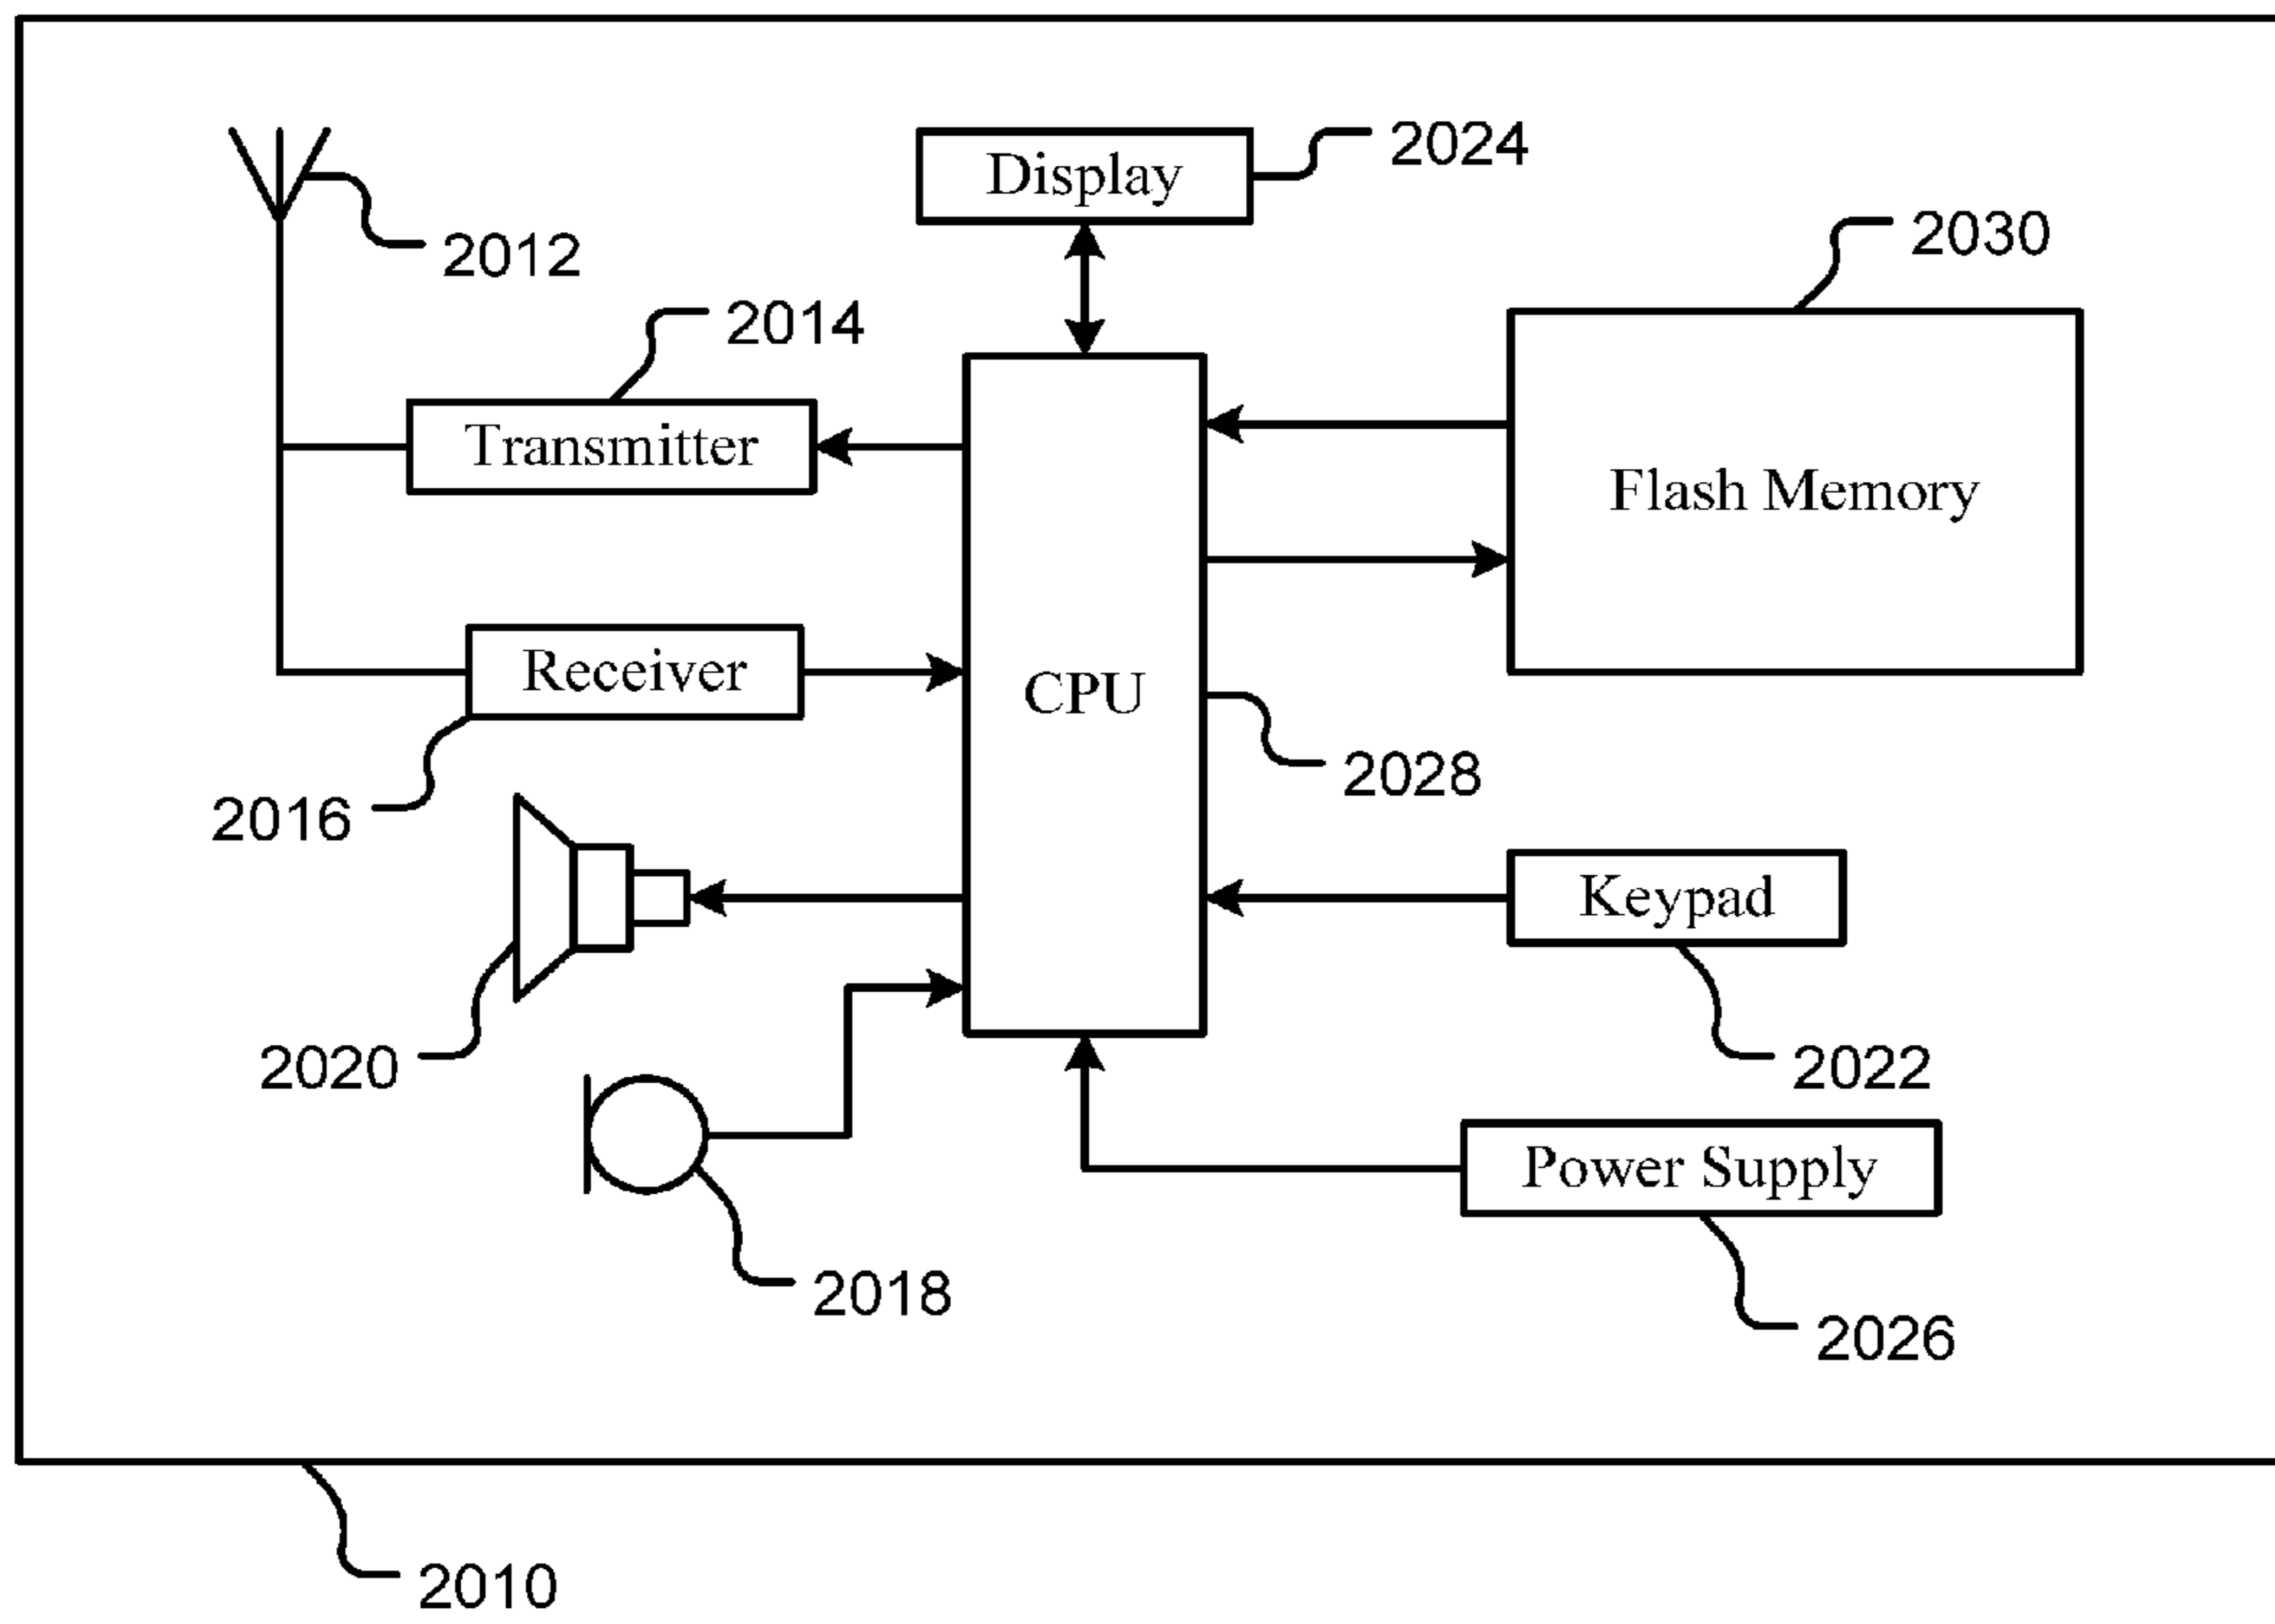 2024
Display
2030
2012
2014
Transmitter
Flash Memory
Receiver
CPU
2028
2016
Keypad
2020
2022
Power Supply
2018
2026
2010